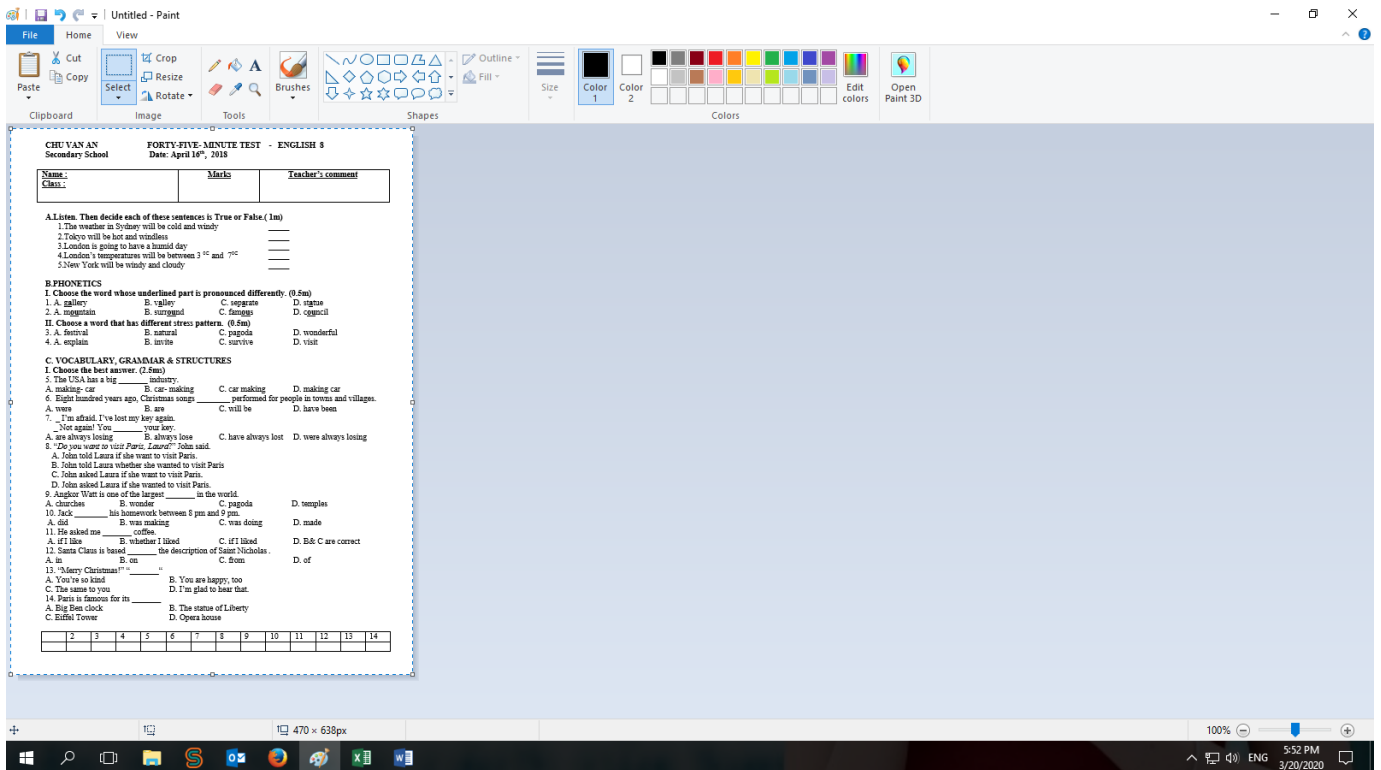 Untitled - Paint
File Home View
Paste
Cut
Copy
Clipboard
Select
Crop
Resize
Rotate
Image
A
Tools
Brushes
Outline
Fill
Shapes
Size
Color 1
Color 2
Edit colors
Open Paint 3D
Colors
CHU VAN AN FORTY-FIVE- MINUTE TEST - ENGLISH 8
Secondary School Date: April 16th, 2018
Name : Marks Teacher's comment
Class :
A.Listen. Then decide each of these sentences is True or False.( 1m)
1.The weather in Sydney will be cold and windy _____
2.Tokyo will be hot and windless _____
3.London is going to have a humid day _____
4.London's temperatures will be between 3 °C and 7°C _____
5.New York will be windy and cloudy _____
B.PHONETICS
I. Choose the word whose underlined part is pronounced differently. (0.5m)
1. A. gallery B. valley C. separate D. statue
2. A. mountain B. surround C. famous D. council
II. Choose a word that has different stress pattern. (0.5m)
3. A. festival B. natural C. pagoda D. wonderful
4. A. explain B. invite C. survive D. visit
C. VOCABULARY, GRAMMAR & STRUCTURES
I. Choose the best answer. (2.5ms)
5. The USA has a big _______ industry.
A. making- car B. car- making C. car making D. making car
6. Eight hundred years ago, Christmas songs ________ performed for people in towns and villages.
A. were B. are C. will be D. have been
7. _ I'm afraid. I've lost my key again.
_ Not again! You _______ your key.
A. are always losing B. always lose C. have always lost D. were always losing
8. "Do you want to visit Paris, Laura?" John said.
A. John told Laura if she want to visit Paris.
B. John told Laura whether she wanted to visit Paris
C. John asked Laura if she want to visit Paris.
D. John asked Laura if she wanted to visit Paris.
9. Angkor Watt is one of the largest _______ in the world.
A. churches B. wonder C. pagoda D. temples
10. Jack ________ his homework between 8 pm and 9 pm.
A. did B. was making C. was doing D. made
11. He asked me _______ coffee.
A. if I like B. whether I liked C. if I liked D. B& C are correct
12. Santa Claus is based _______ the description of Saint Nicholas .
A. in B. on C. from D. of
13. "Merry Christmas!" "_______ "
A. You're so kind B. You are happy, too
C. The same to you D. I'm glad to hear that.
14. Paris is famous for its _______
A. Big Ben clock B. The statue of Liberty
C. Eiffel Tower D. Opera house
2 3 4 5 6 7 8 9 10 11 12 13 14
470 × 638px 100%
ENG 5:52 PM
3/20/2020